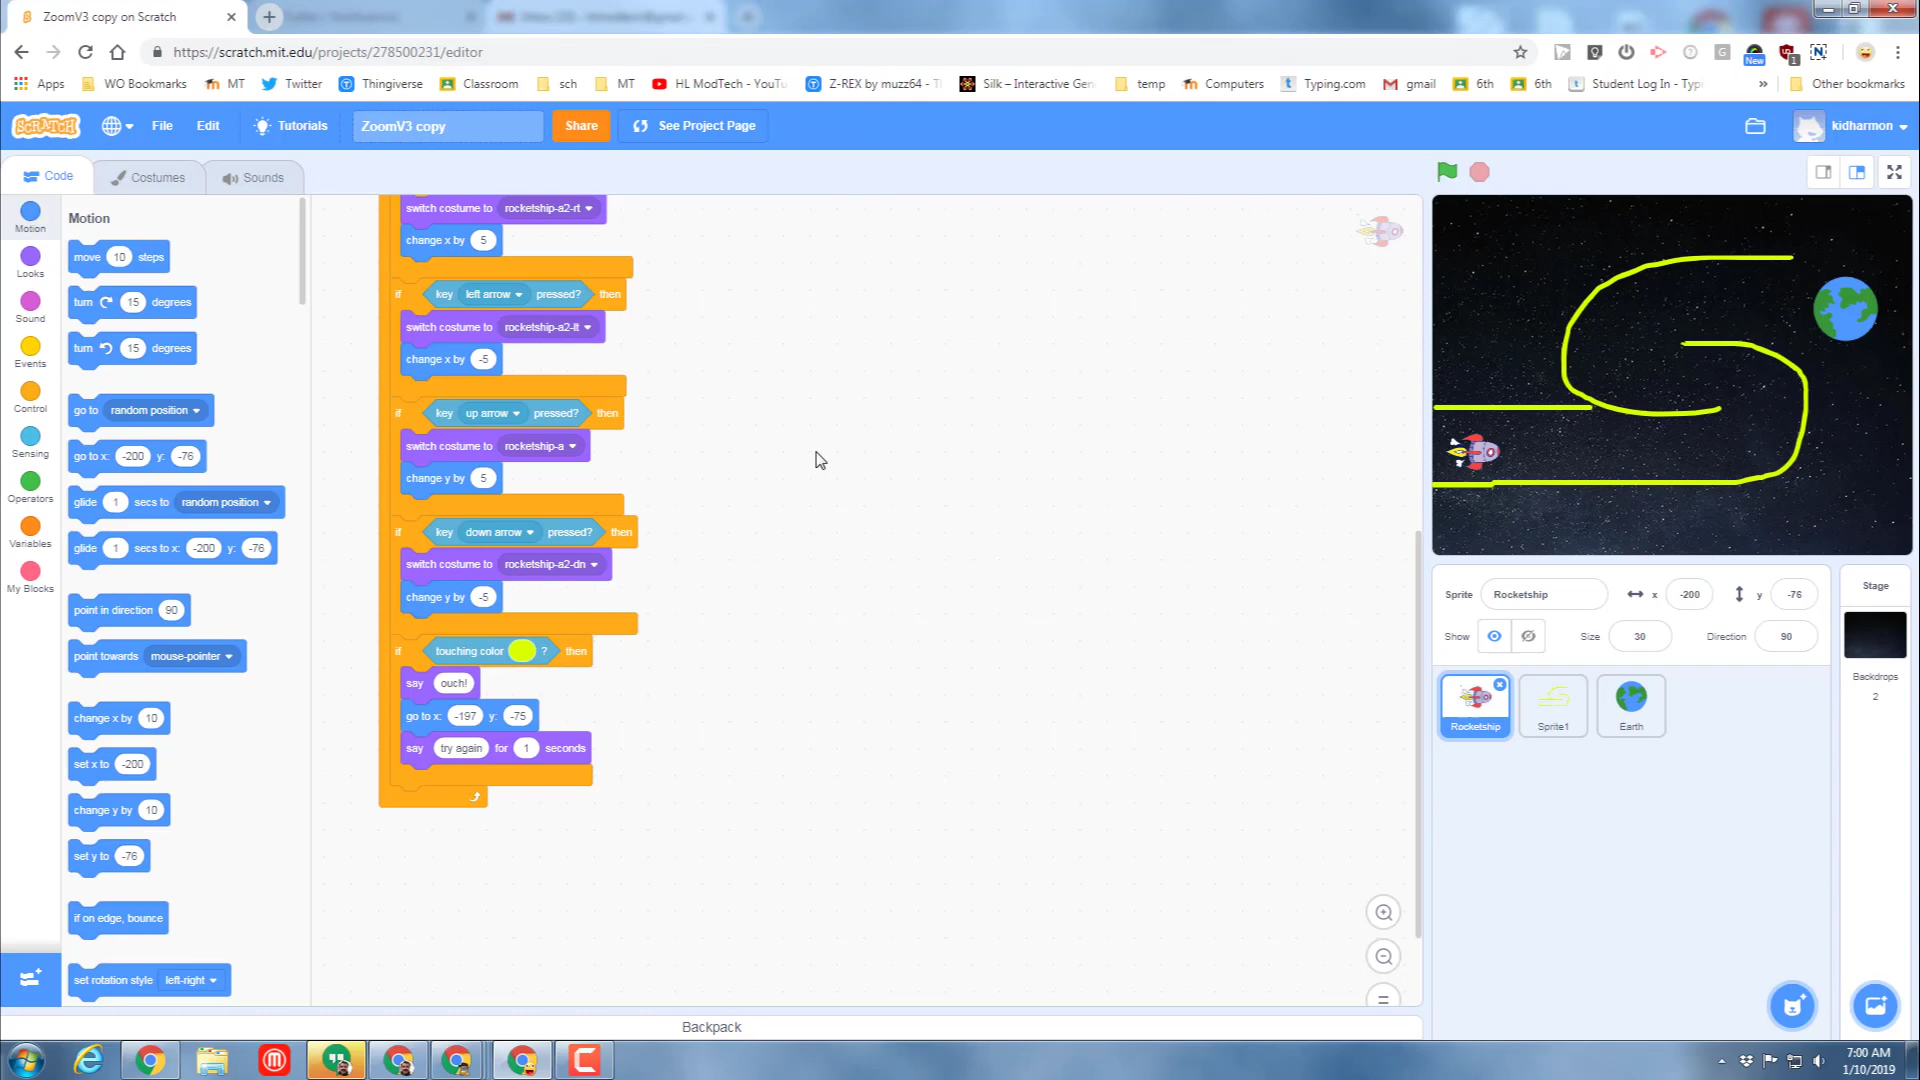 ZoomV3 copy on Scratch
https://scratch.mit.edu/projects/278500231/editor
New
1
Apps
WO Bookmarks
MT
Twitter
Thingiverse
Classroom
sch
MT
HL ModTech - YouTu
Z-REX by muzz64 - T
Silk – Interactive Gen
temp
Computers
Typing.com
gmail
6th
6th
Student Log In - Typi
»
Other bookmarks
SCRATCH
File
Edit
Tutorials
ZoomV3 copy
Share
See Project Page
kidharmon
Code
Costumes
Sounds
Motion
Looks
Sound
Events
Control
Sensing
Operators
Variables
My Blocks
Motion
move 10 steps
turn 15 degrees
turn 15 degrees
go to random position
go to x: -200 y: -76
glide 1 secs to random position
glide 1 secs to x: -200 y: -76
point in direction 90
point towards mouse-pointer
change x by 10
set x to -200
change y by 10
set y to -76
if on edge, bounce
set rotation style left-right
switch costume to rocketship-a2-rt
change x by 5
if key left arrow pressed? then
switch costume to rocketship-a2-lt
change x by -5
if key up arrow pressed? then
switch costume to rocketship-a
change y by 5
if key down arrow pressed? then
switch costume to rocketship-a2-dn
change y by -5
if touching color ? then
say ouch!
go to x: -197 y: -75
say try again for 1 seconds
Backpack
Sprite Rocketship x -200 y -76
Show Size 30 Direction 90
Rocketship
Sprite1
Earth
Stage
Backdrops
2
7:00 AM
1/10/2019